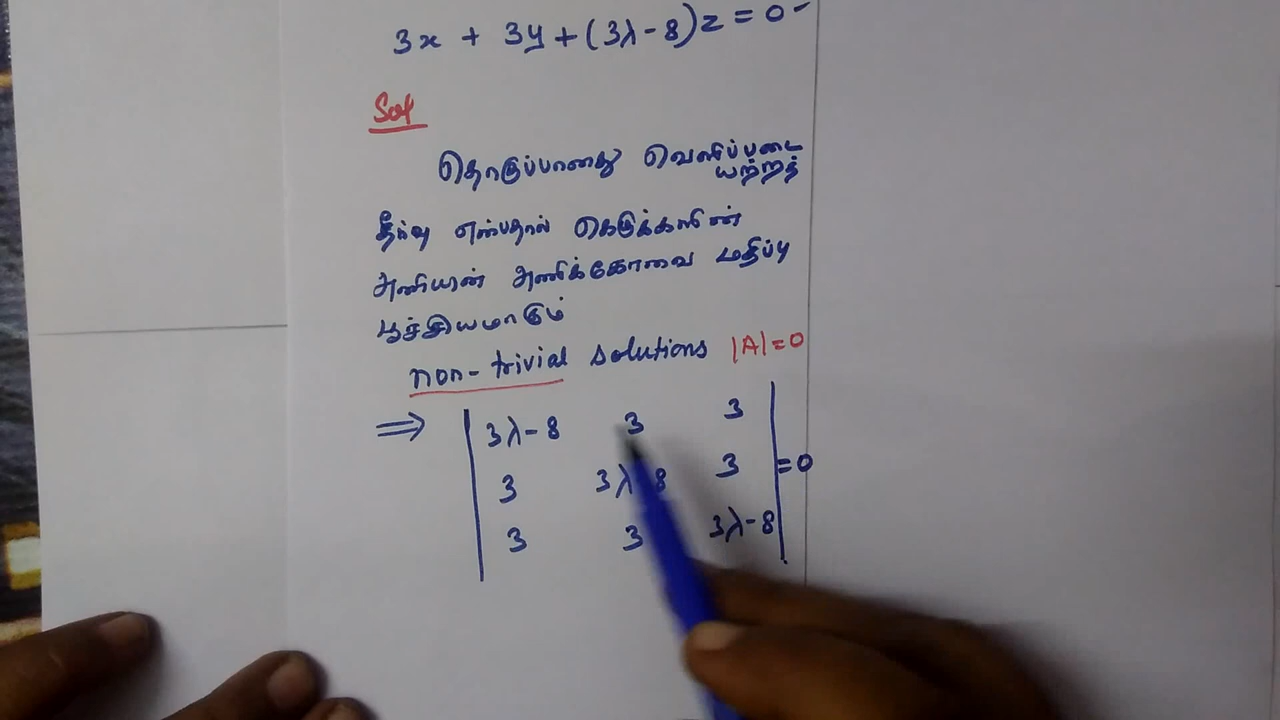 3x + 3y + (3λ - 8)z = 0
Sol
தொகுப்பானது வெளிப்படை
யற்றத்
தீர்வு என்பதால் கெழுக்களின்
அணியின் அணிக்கோவை மதிப்பு
பூச்சியமாகும்
non-trivial solutions |A| = 0
⇒ | 3λ-8 3 3 |
| 3 3λ-8 3 | = 0
| 3 3 3λ-8 |